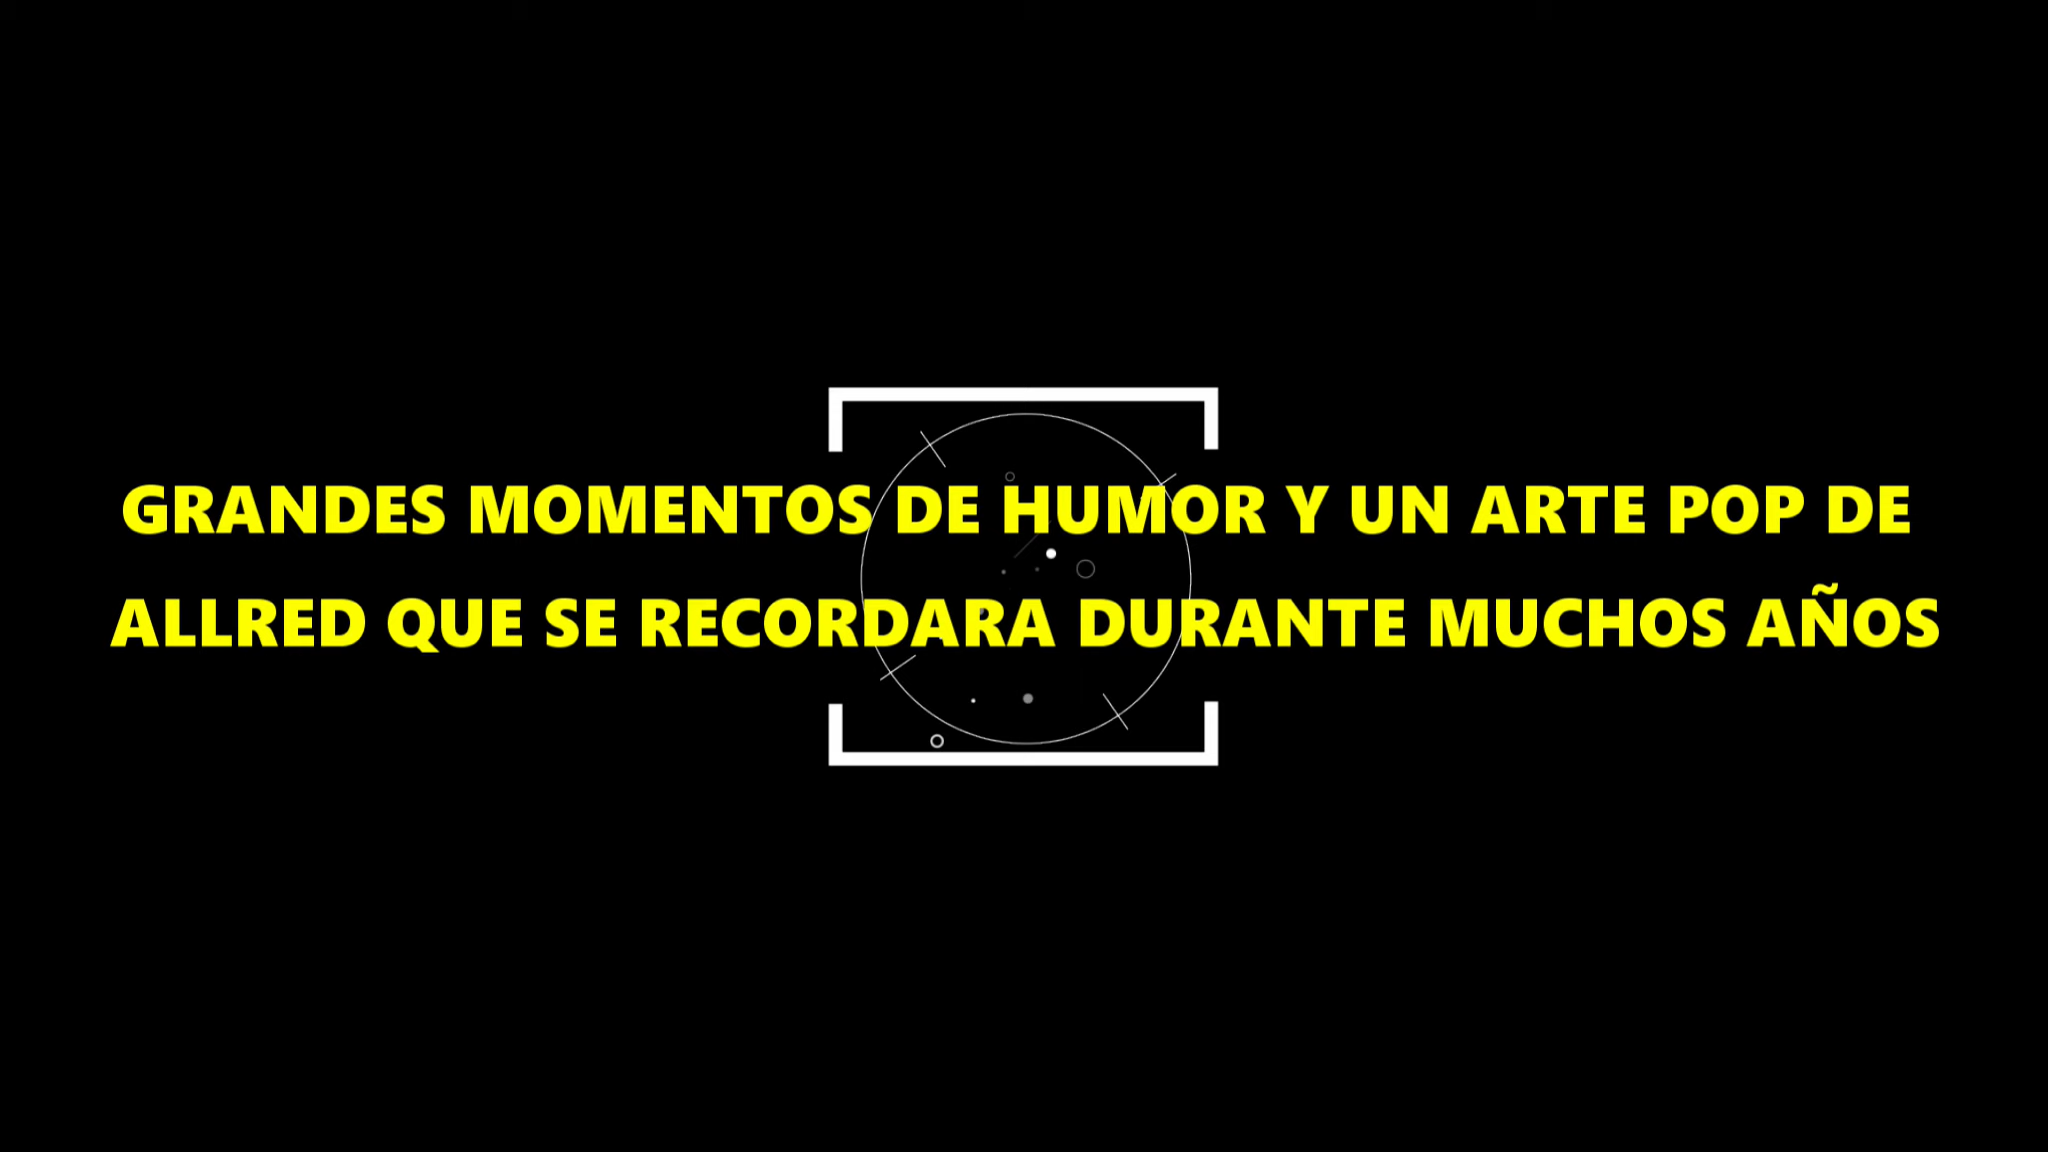 GRANDES MOMENTOS DE HUMOR Y UN ARTE POP DE
ALLRED QUE SE RECORDARA DURANTE MUCHOS AÑOS